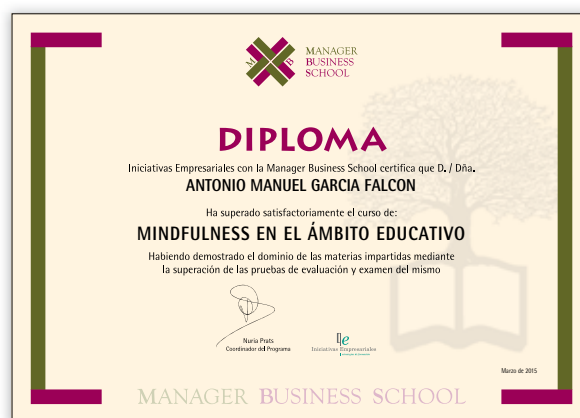 M B
MANAGER
BUSINESS
SCHOOL
DIPLOMA
Iniciativas Empresariales con la Manager Business School certifica que D. / Dña.
ANTONIO MANUEL GARCIA FALCON
Ha superado satisfactoriamente el curso de:
MINDFULNESS EN EL ÁMBITO EDUCATIVO
Habiendo demostrado el dominio de las materias impartidas mediante
la superación de las pruebas de evaluación y examen del mismo
Nuria Prats
Coordinador del Programa
Iniciativas Empresariales
Marzo de 2015
MANAGER BUSINESS SCHOOL